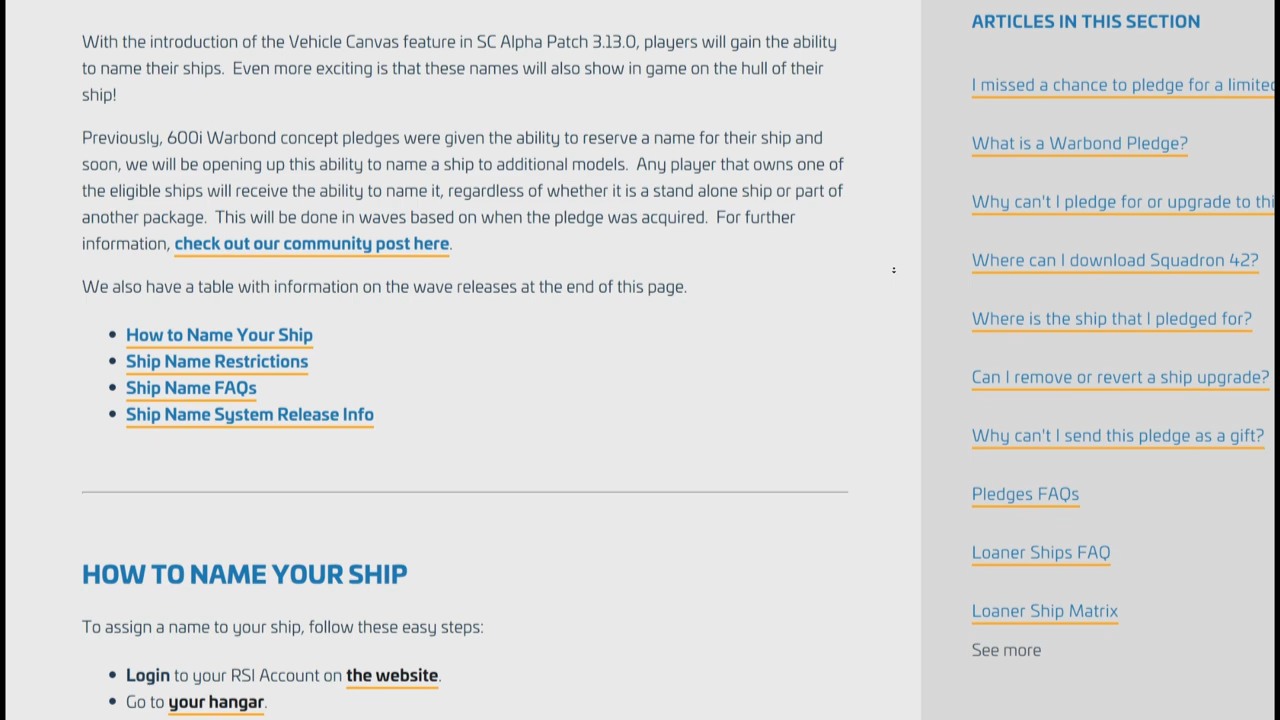 With the introduction of the Vehicle Canvas feature in SC Alpha Patch 3.13.0, players will gain the ability
to name their ships. Even more exciting is that these names will also show in game on the hull of their
ship!
Previously, 600i Warbond concept pledges were given the ability to reserve a name for their ship and
soon, we will be opening up this ability to name a ship to additional models. Any player that owns one of
the eligible ships will receive the ability to name it, regardless of whether it is a stand alone ship or part of
another package. This will be done in waves based on when the pledge was acquired. For further
information, check out our community post here.
We also have a table with information on the wave releases at the end of this page.
• How to Name Your Ship
• Ship Name Restrictions
• Ship Name FAQs
• Ship Name System Release Info
HOW TO NAME YOUR SHIP
To assign a name to your ship, follow these easy steps:
• Login to your RSI Account on the website.
• Go to your hangar.
ARTICLES IN THIS SECTION
I missed a chance to pledge for a limited
What is a Warbond Pledge?
Why can't I pledge for or upgrade to thi
Where can I download Squadron 42?
Where is the ship that I pledged for?
Can I remove or revert a ship upgrade?
Why can't I send this pledge as a gift?
Pledges FAQs
Loaner Ships FAQ
Loaner Ship Matrix
See more